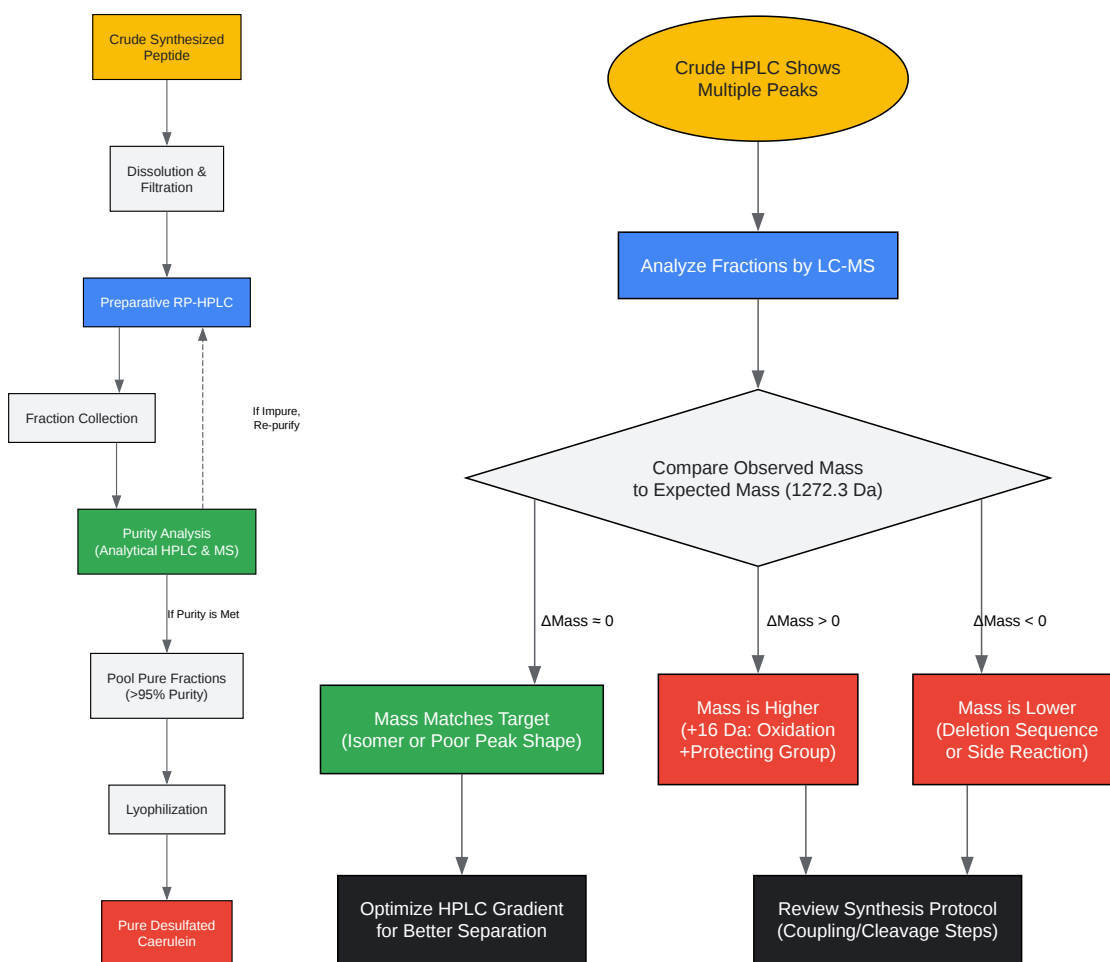 Crude Synthesized
Peptide
Dissolution &
Filtration
Preparative RP-HPLC
Fraction Collection
If Impure,
Re-purify
Purity Analysis
(Analytical HPLC & MS)
If Purity is Met
Pool Pure Fractions
(>95% Purity)
Lyophilization
Pure Desulfated
Caerulein
Crude HPLC Shows
Multiple Peaks
Analyze Fractions by LC-MS
Compare Observed Mass
to Expected Mass (1272.3 Da)
ΔMass ≈ 0
ΔMass > 0
ΔMass < 0
Mass Matches Target
(Isomer or Poor Peak Shape)
Mass is Higher
(+16 Da: Oxidation
+Protecting Group)
Mass is Lower
(Deletion Sequence
or Side Reaction)
Optimize HPLC Gradient
for Better Separation
Review Synthesis Protocol
(Coupling/Cleavage Steps)